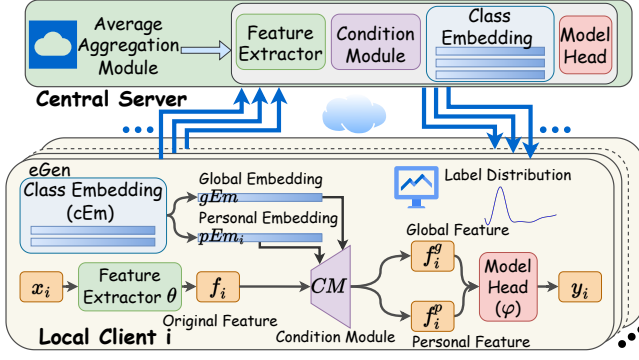 Average
Aggregation
Module
Feature
Extractor
Condition
Module
Class
Embedding
Model
Head
Central Server
eGen
Class Embedding
(cEm)
Global Embedding
gEm
Personal Embedding
pEm_i
Label Distribution
x_i
Feature
Extractor θ
f_i
Original Feature
CM
Condition Module
Global Feature
f_i^g
f_i^p
Personal Feature
Model
Head
(φ)
y_i
Local Client i